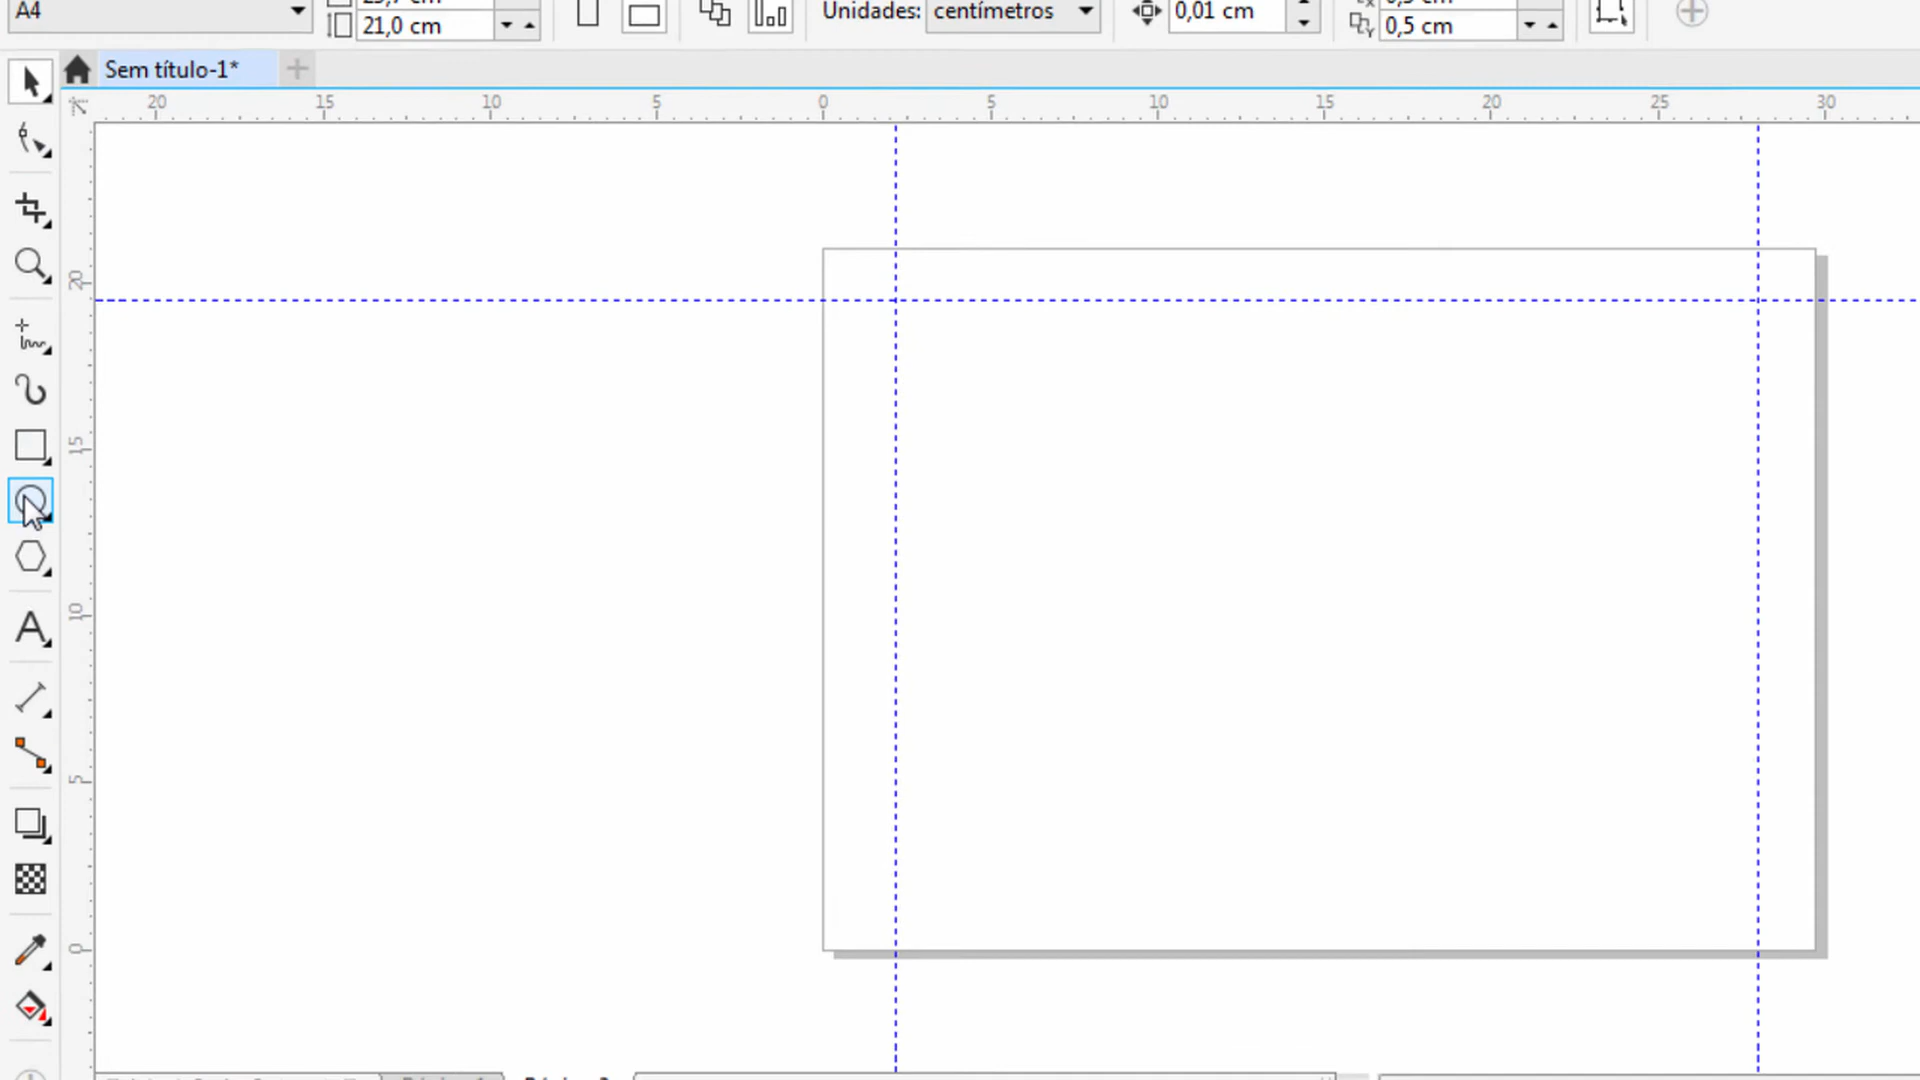 A4
21,0 cm
Unidades: centímetros
0,01 cm
0,5 cm
Sem título-1*
20 15 10 5 0 5 10 15 20 25 30
20
15
10
5
0
A